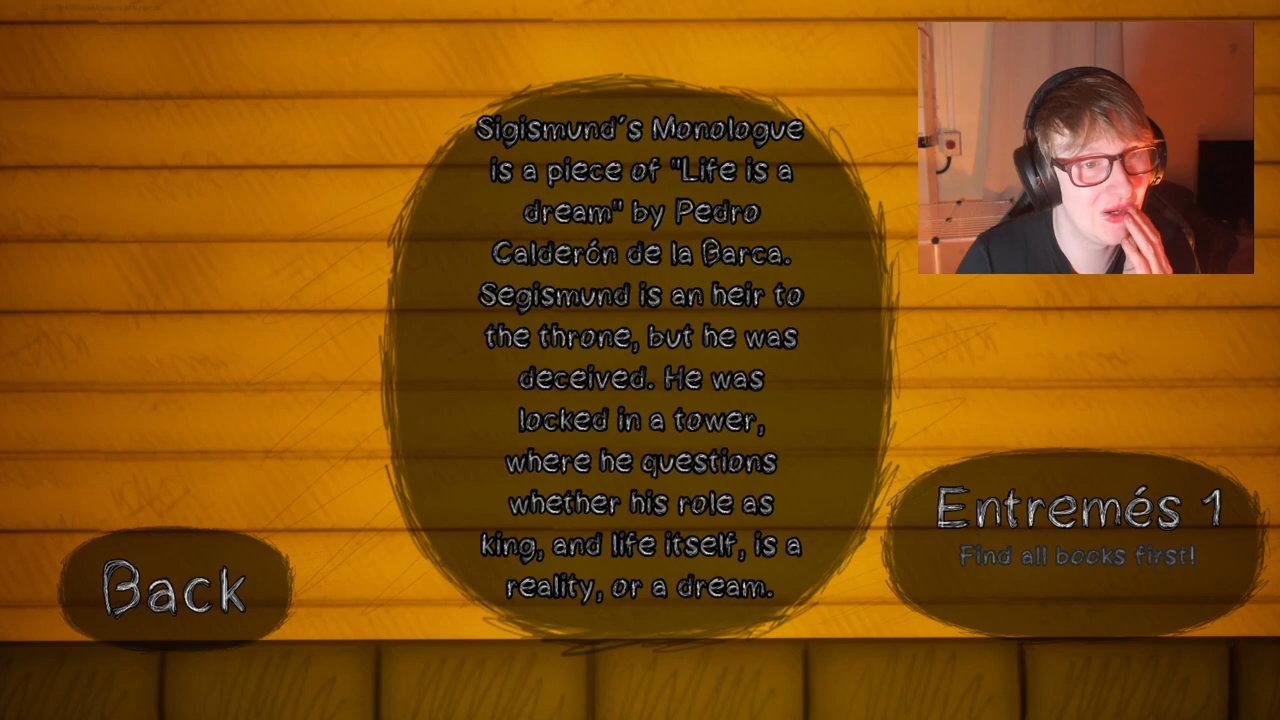 Sigismund's Monologue
is a piece of "Life is a
dream" by Pedro
Calderón de la Barca.
Segismund is an heir to
the throne, but he was
deceived. He was
locked in a tower,
where he questions
whether his role as
king, and life itself, is a
reality, or a dream.
Entremés 1
Find all books first!
Back